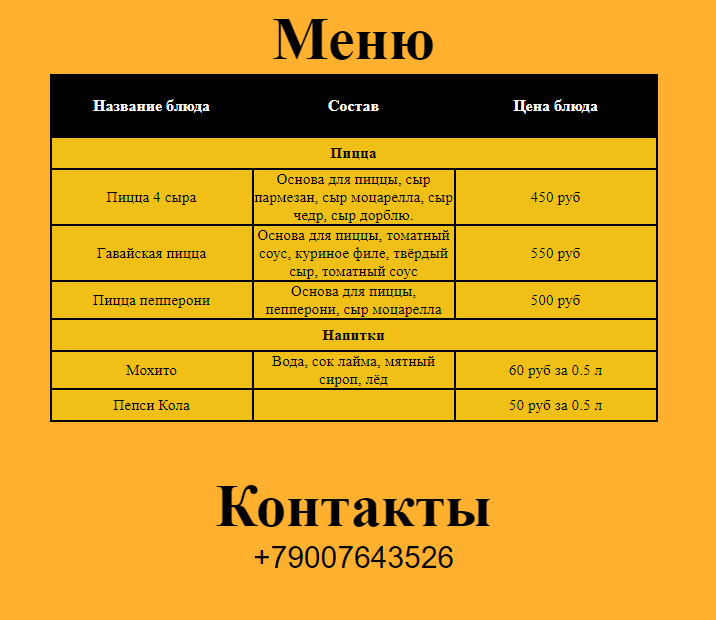 Меню
Название блюда Состав Цена блюда
Пицца
Пицца 4 сыра
Основа для пиццы, сыр
пармезан, сыр моцарелла, сыр
чедр, сыр дорблю.
450 руб
Гавайская пицца
Основа для пиццы, томатный
соус, куриное филе, твёрдый
сыр, томатный соус
550 руб
Пицца пепперони
Основа для пиццы,
пепперони, сыр моцарелла
500 руб
Напитки
Мохито
Вода, сок лайма, мятный
сироп, лёд
60 руб за 0.5 л
Пепси Кола
50 руб за 0.5 л
Контакты
+79007643526